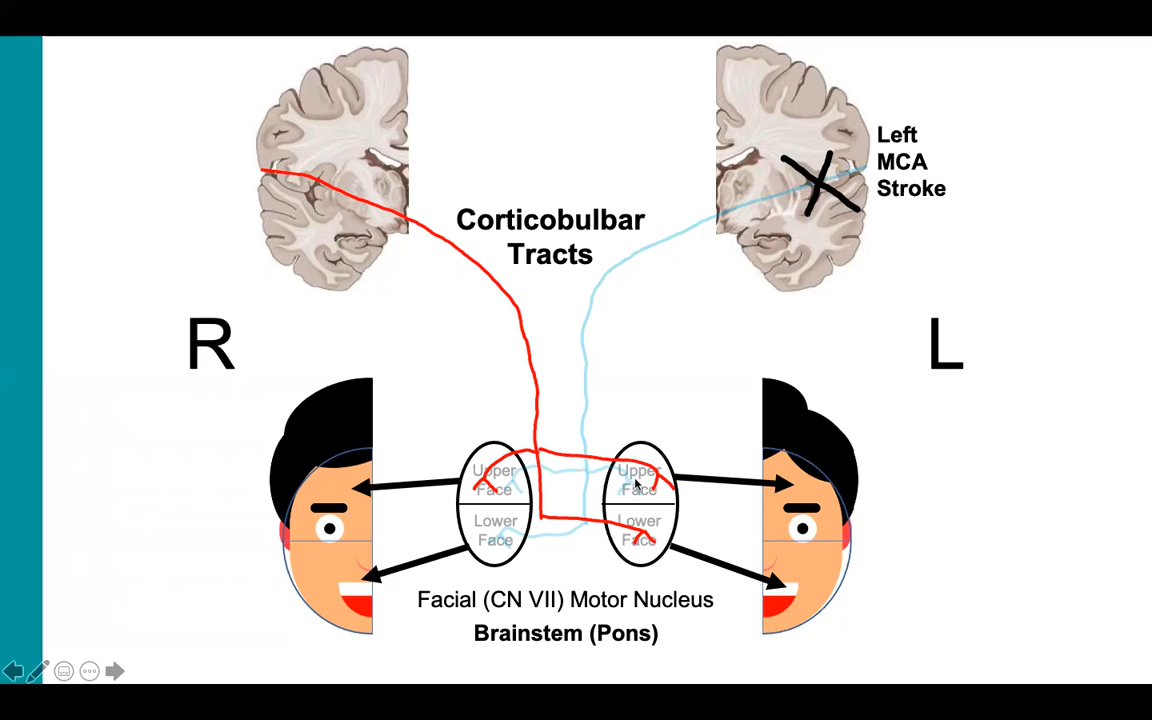 Left
MCA
Stroke
Corticobulbar
Tracts
R
L
Upper
Face
Lower
Face
Upper
Face
Lower
Face
Facial (CN VII) Motor Nucleus
Brainstem (Pons)